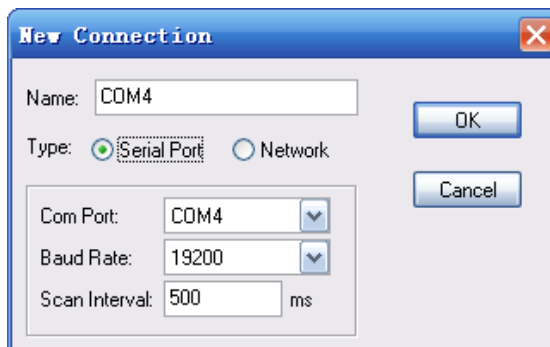 New Connection
Name: COM4
OK
Type: Serial Port Network
Cancel
Com Port: COM4
Baud Rate: 19200
Scan Interval: 500 ms